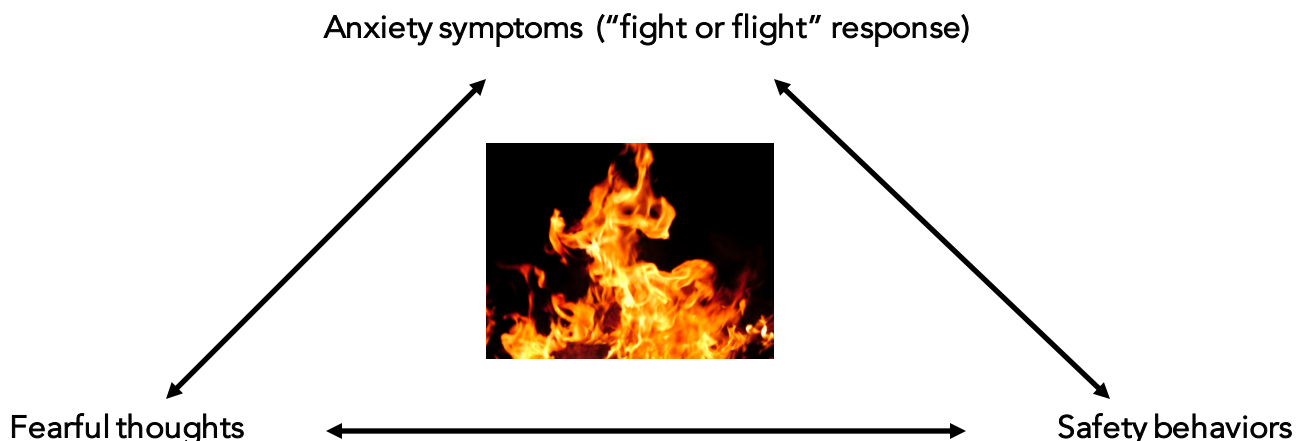 Anxiety symptoms (“fight or flight” response)
Fearful thoughts
Safety behaviors